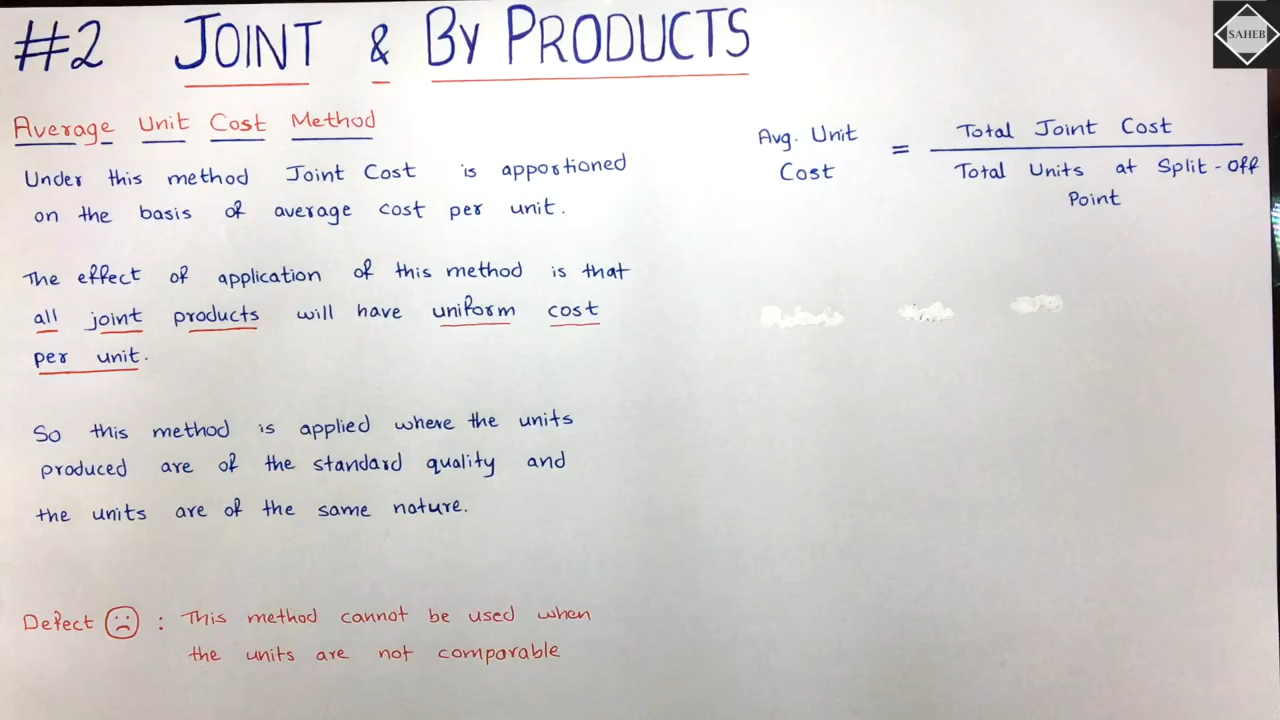 #2 JOINT & BY PRODUCTS
SAHEB
Average Unit Cost Method
Under this method Joint Cost is apportioned
on the basis of average cost per unit.
The effect of application of this method is that
all joint products will have uniform cost
per unit.
So this method is applied where the units
produced are of the standard quality and
the units are of the same nature.
Defect : This method cannot be used when
the units are not comparable
Avg. Unit
Cost
=
Total Joint Cost
Total Units at Split-Off
Point